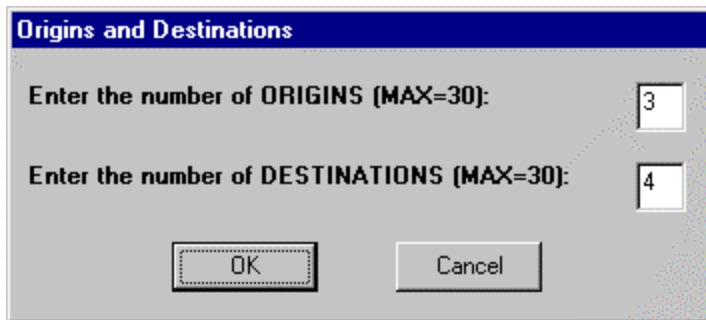 Origins and Destinations
Enter the number of ORIGINS (MAX=30): 3
Enter the number of DESTINATIONS (MAX=30): 4
OK Cancel